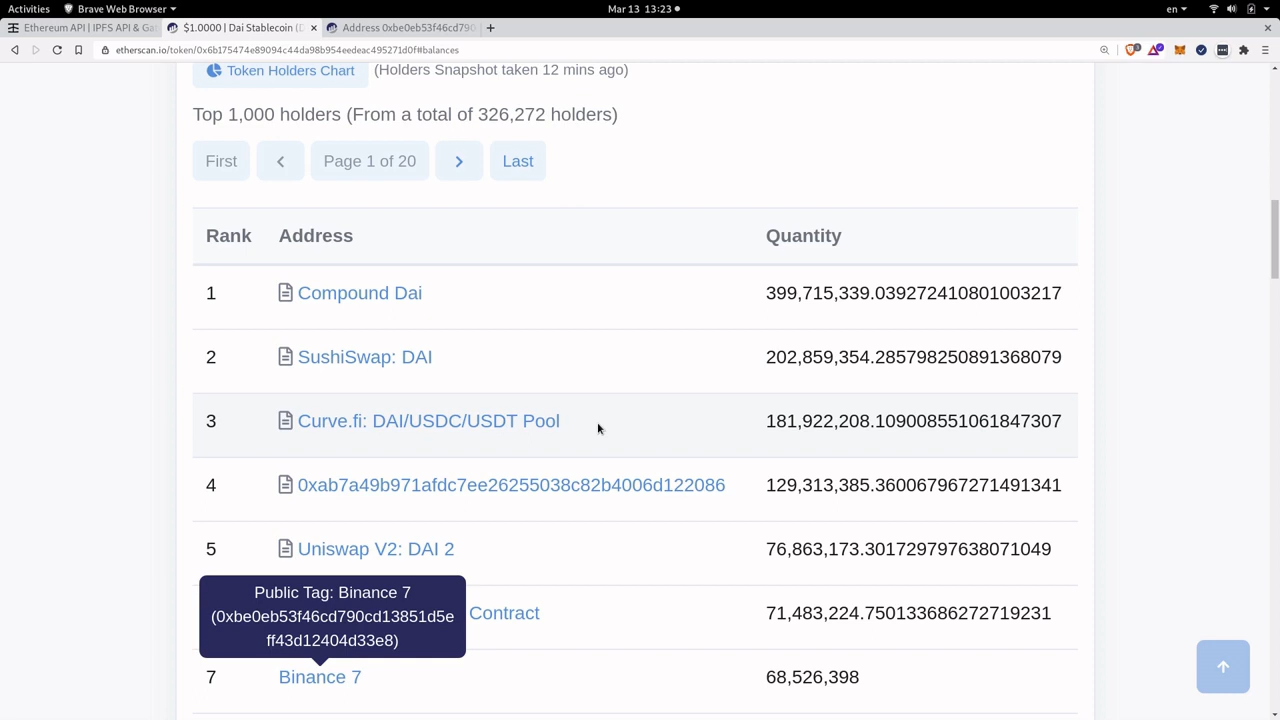 Activities
Brave Web Browser
Mar 13 13:23
en
Ethereum API | IPFS API & Ga
$1.0000 | Dai Stablecoin (D
Address 0xbe0eb53f46cd790
etherscan.io/token/0x6b175474e89094c44da98b954eedeac495271d0f#balances
Token Holders Chart (Holders Snapshot taken 12 mins ago)
Top 1,000 holders (From a total of 326,272 holders)
First
Page 1 of 20
Last
Rank Address Quantity
1 Compound Dai 399,715,339.039272410801003217
2 SushiSwap: DAI 202,859,354.285798250891368079
3 Curve.fi: DAI/USDC/USDT Pool 181,922,208.109008551061847307
4 0xab7a49b971afdc7ee26255038c82b4006d122086 129,313,385.360067967271491341
5 Uniswap V2: DAI 2 76,863,173.301729797638071049
Public Tag: Binance 7
(0xbe0eb53f46cd790cd13851d5e
ff43d12404d33e8)
Contract 71,483,224.750133686272719231
7 Binance 7 68,526,398